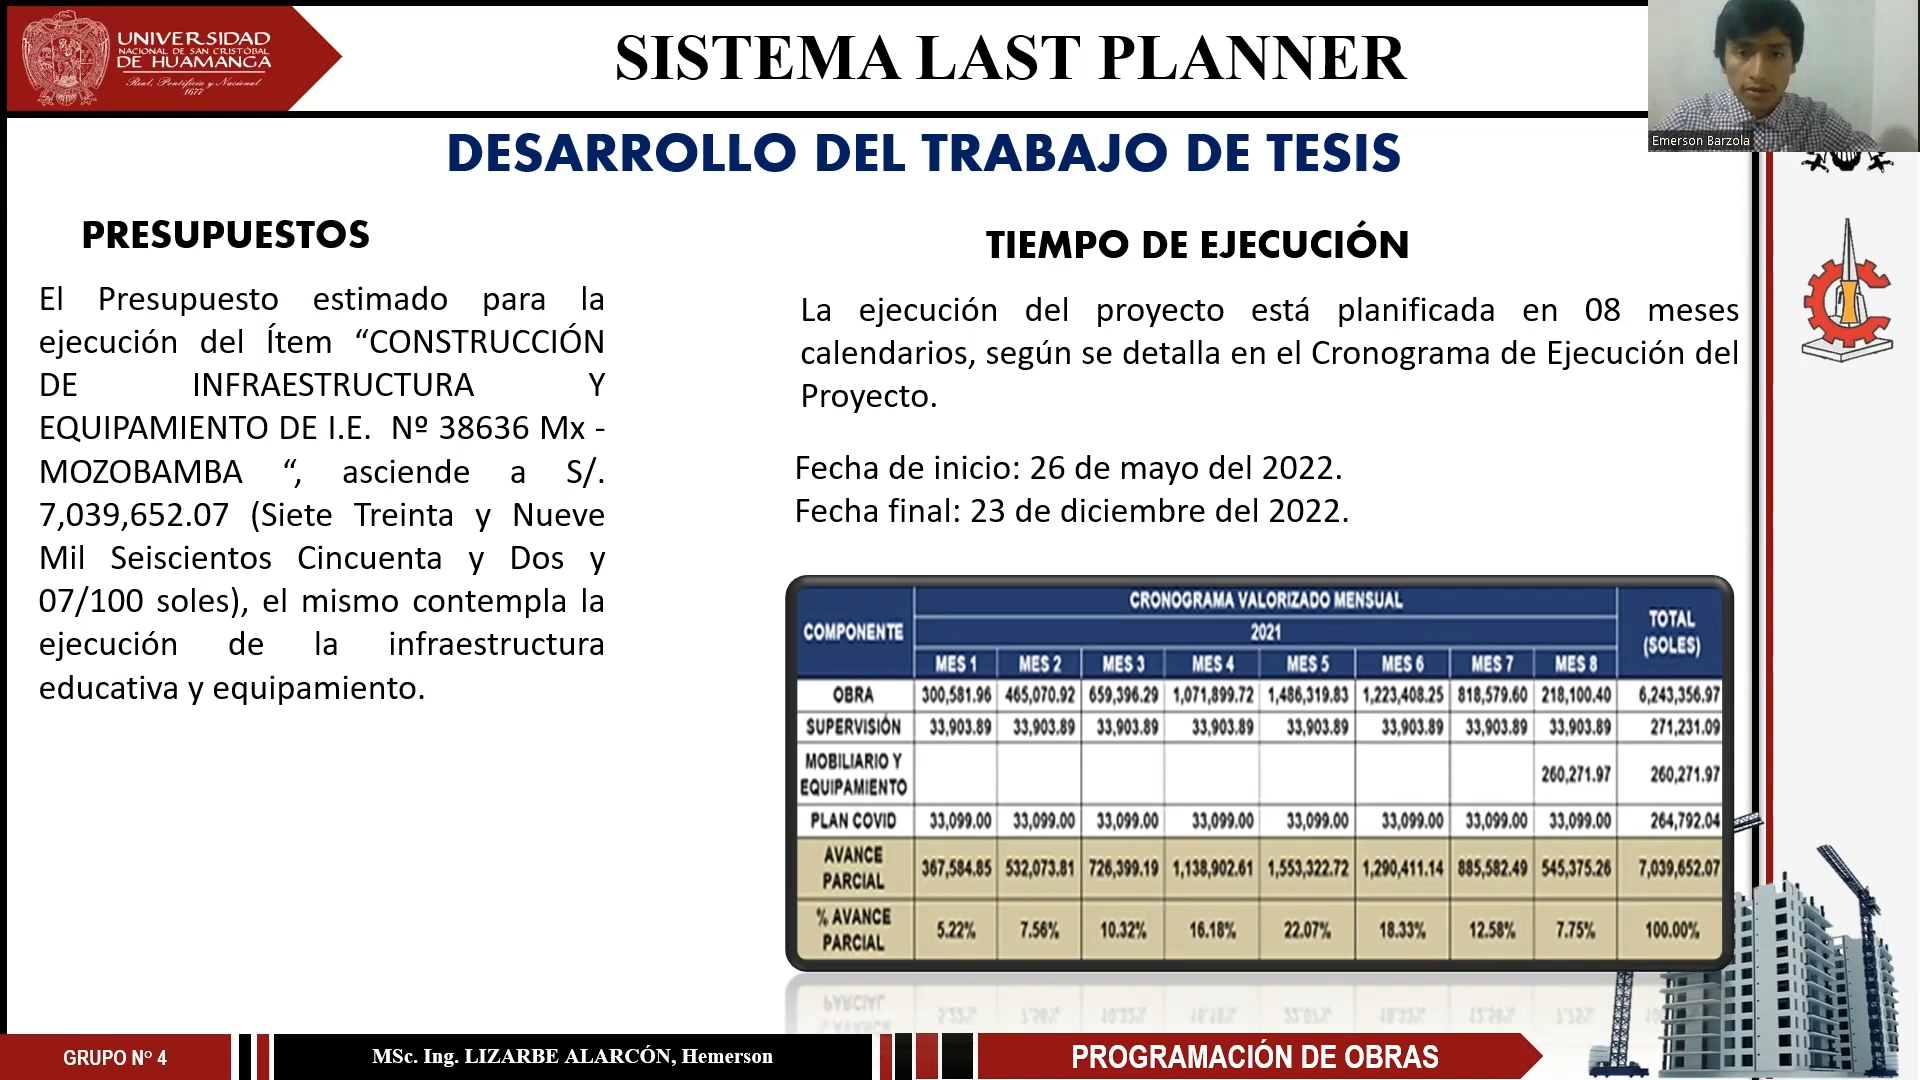 UNIVERSIDAD
NACIONAL DE SAN CRISTÓBAL
DE HUAMANGA
Real, Pontificia y Nacional
1677
SISTEMA LAST PLANNER
Emerson Barzola
DESARROLLO DEL TRABAJO DE TESIS
PRESUPUESTOS
El Presupuesto estimado para la
ejecución del Ítem “CONSTRUCCIÓN
DE INFRAESTRUCTURA Y
EQUIPAMIENTO DE I.E. Nº 38636 Mx -
MOZOBAMBA “, asciende a S/.
7,039,652.07 (Siete Treinta y Nueve
Mil Seiscientos Cincuenta y Dos y
07/100 soles), el mismo contempla la
ejecución de la infraestructura
educativa y equipamiento.
TIEMPO DE EJECUCIÓN
La ejecución del proyecto está planificada en 08 meses
calendarios, según se detalla en el Cronograma de Ejecución del
Proyecto.
Fecha de inicio: 26 de mayo del 2022.
Fecha final: 23 de diciembre del 2022.
COMPONENTE CRONOGRAMA VALORIZADO MENSUAL TOTAL (SOLES)
2021
MES 1 MES 2 MES 3 MES 4 MES 5 MES 6 MES 7 MES 8
OBRA 300,581.96 465,070.92 659,396.29 1,071,899.72 1,486,319.83 1,223,408.25 818,579.60 218,100.40 6,243,356.97
SUPERVISIÓN 33,903.89 33,903.89 33,903.89 33,903.89 33,903.89 33,903.89 33,903.89 33,903.89 271,231.09
MOBILIARIO Y
EQUIPAMIENTO 260,271.97 260,271.97
PLAN COVID 33,099.00 33,099.00 33,099.00 33,099.00 33,099.00 33,099.00 33,099.00 33,099.00 264,792.04
AVANCE
PARCIAL 367,584.85 532,073.81 726,399.19 1,138,902.61 1,553,322.72 1,290,411.14 885,582.49 545,375.26 7,039,652.07
% AVANCE
PARCIAL 5.22% 7.56% 10.32% 16.18% 22.07% 18.33% 12.58% 7.75% 100.00%
GRUPO Nº 4
MSc. Ing. LIZARBE ALARCÓN, Hemerson
PROGRAMACIÓN DE OBRAS